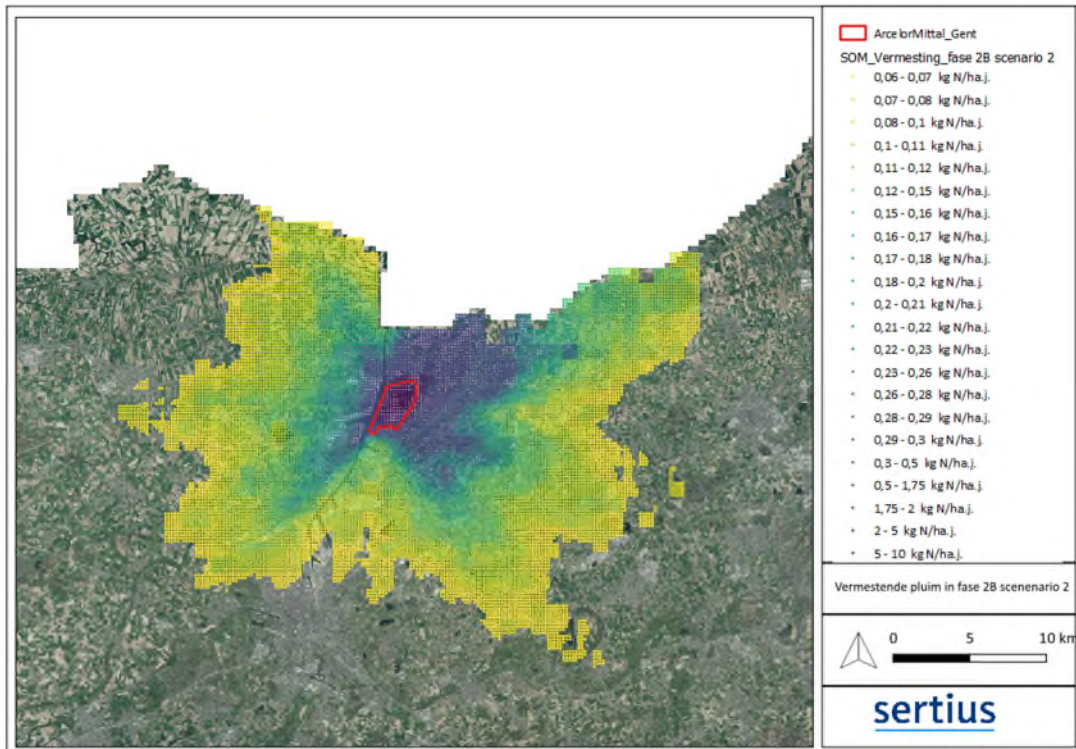 ArcelorMittal_Gent
SOM_Vermesting_fase 2B scenario 2
0,06 - 0,07 kg N/ha.j.
0,07 - 0,08 kg N/ha.j.
0,08 - 0,1 kg N/ha.j.
0,1 - 0,11 kg N/ha.j.
0,11 - 0,12 kg N/ha.j.
0,12 - 0,15 kg N/ha.j.
0,15 - 0,16 kg N/ha.j.
0,16 - 0,17 kg N/ha.j.
0,17 - 0,18 kg N/ha.j.
0,18 - 0,2 kg N/ha.j.
0,2 - 0,21 kg N/ha.j.
0,21 - 0,22 kg N/ha.j.
0,22 - 0,23 kg N/ha.j.
0,23 - 0,26 kg N/ha.j.
0,26 - 0,28 kg N/ha.j.
0,28 - 0,29 kg N/ha.j.
0,29 - 0,3 kg N/ha.j.
0,3 - 0,5 kg N/ha.j.
0,5 - 1,75 kg N/ha.j.
1,75 - 2 kg N/ha.j.
2 - 5 kg N/ha.j.
5 - 10 kg N/ha.j.
Vermestende pluim in fase 2B scenenario 2
0 5 10 km
sertius